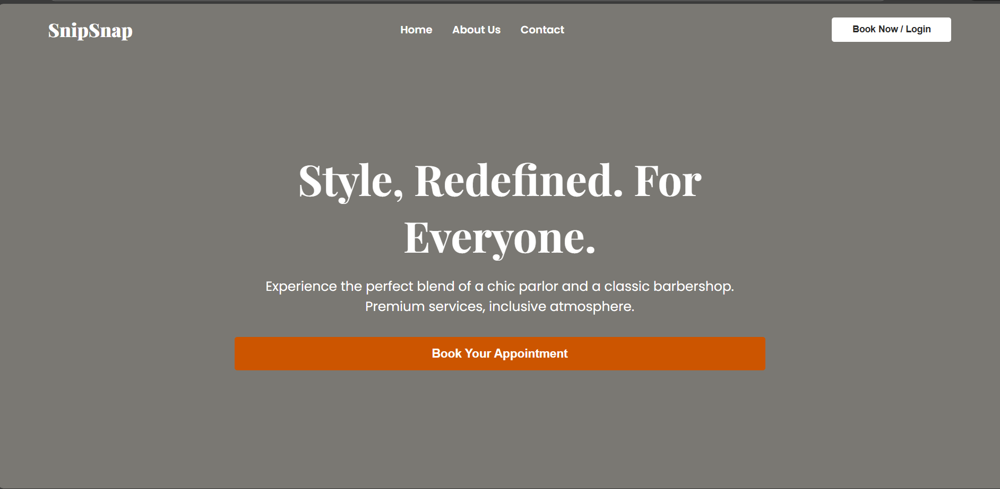 SnipSnap
Home
About Us
Contact
Book Now / Login
Style, Redefined. For
Everyone.
Experience the perfect blend of a chic parlor and a classic barbershop.
Premium services, inclusive atmosphere.
Book Your Appointment